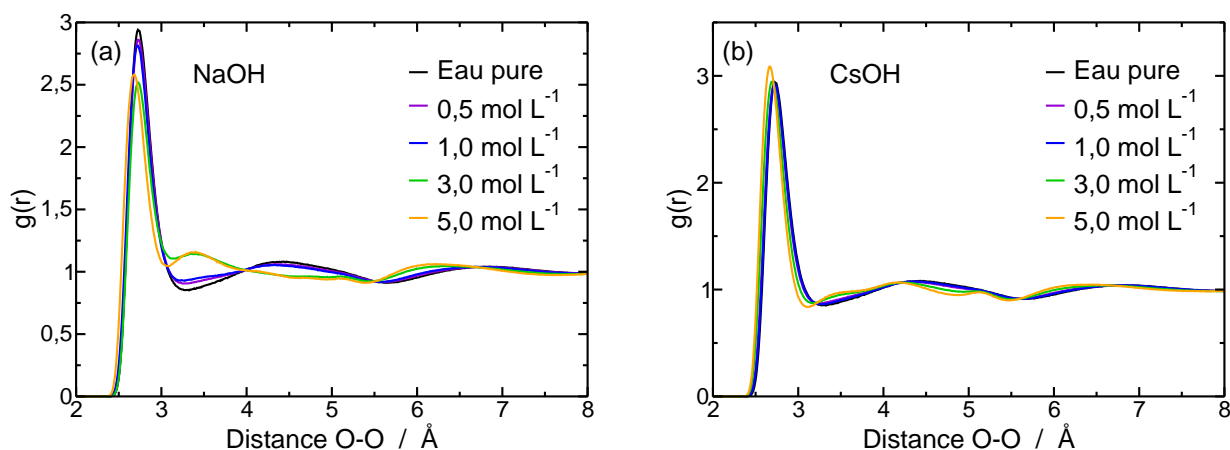 (a)
NaOH
Eau pure
0,5 mol L⁻¹
1,0 mol L⁻¹
3,0 mol L⁻¹
5,0 mol L⁻¹
g(r)
3
2,5
2
1,5
1
0,5
0
2 3 4 5 6 7 8
Distance O-O / Å
(b)
CsOH
Eau pure
0,5 mol L⁻¹
1,0 mol L⁻¹
3,0 mol L⁻¹
5,0 mol L⁻¹
g(r)
3
2
1
0
2 3 4 5 6 7 8
Distance O-O / Å